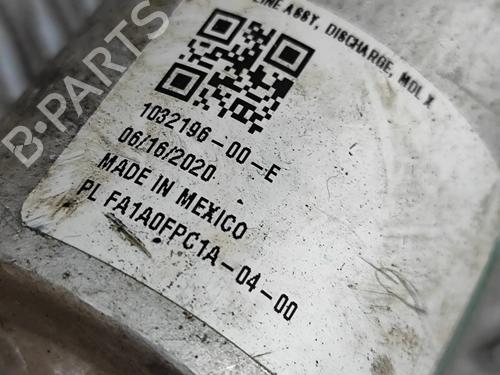 LINE ASSY, DISCHARGE, MDL X,
1032196-00-E
06/16/2020
MADE IN MEXICO
PL FA1A0FPC1A-04-00
B-PARTS